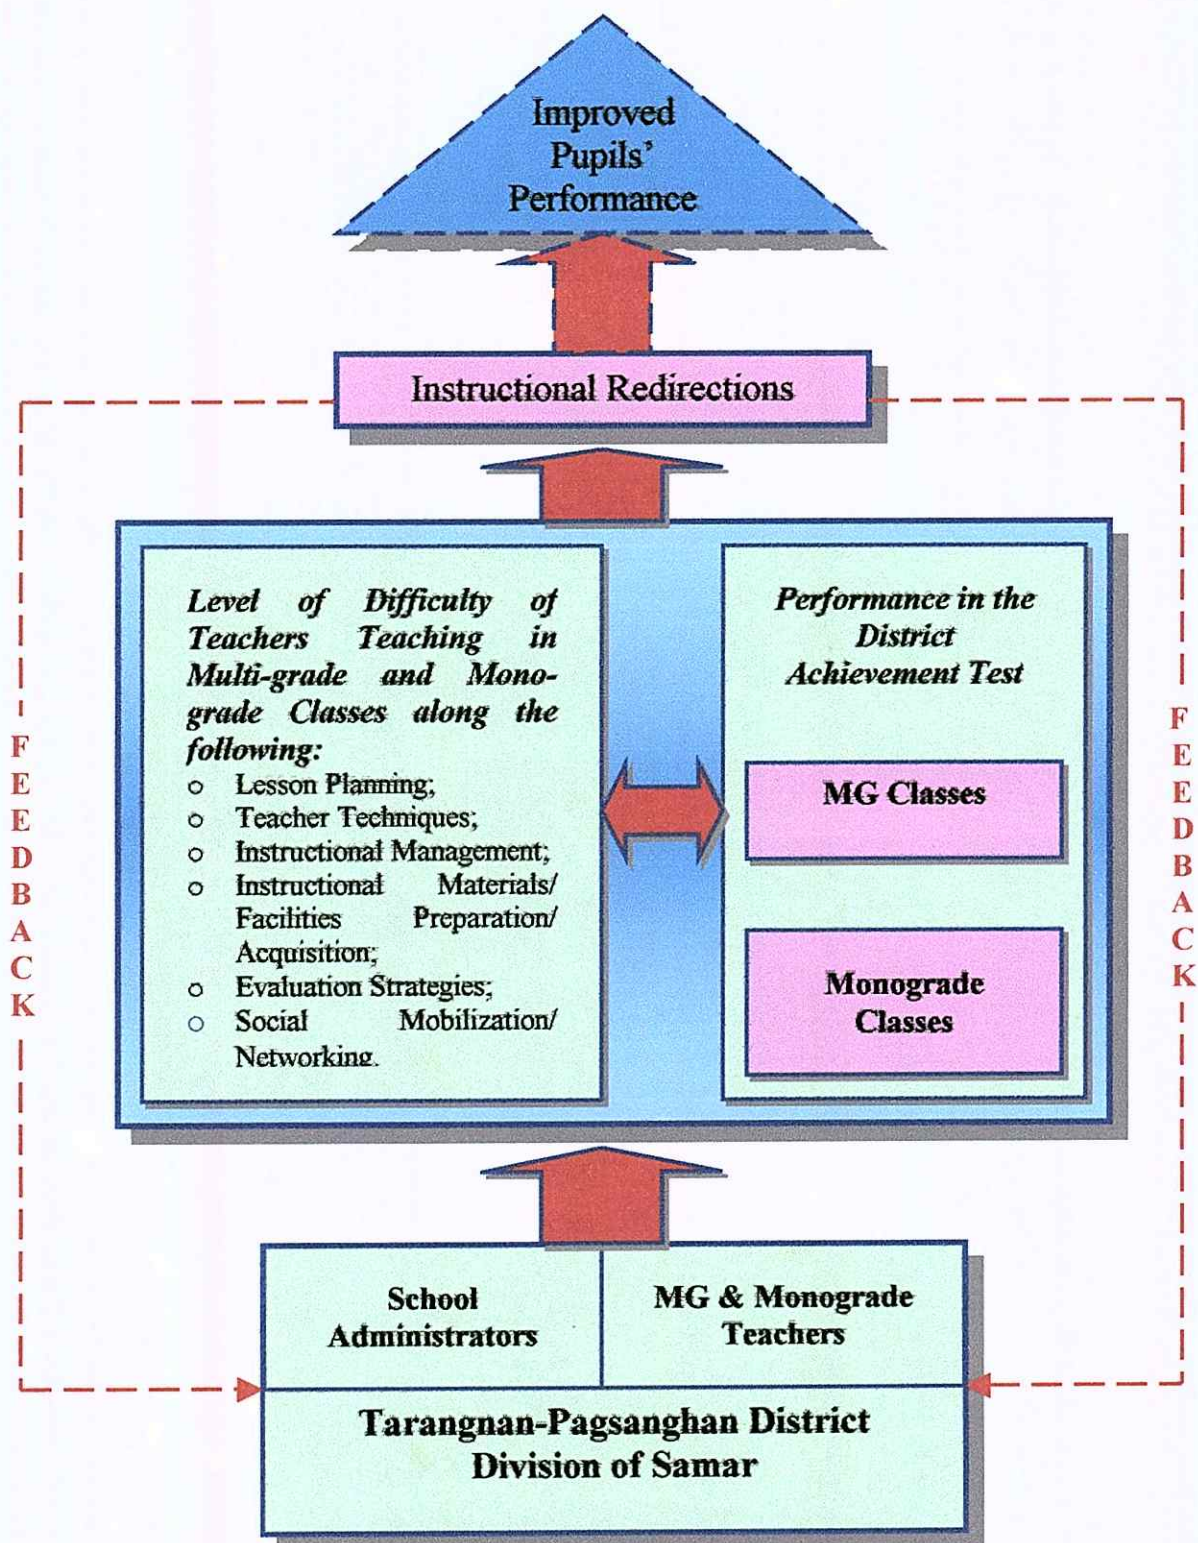 Improved
Pupils'
Performance
Instructional Redirections
Level of Difficulty of
Teachers Teaching in
Multi-grade and Mono-
grade Classes along the
following:
o Lesson Planning;
o Teacher Techniques;
o Instructional Management;
o Instructional Materials/
Facilities Preparation/
Acquisition;
o Evaluation Strategies;
o Social Mobilization/
Networking.
Performance in the
District
Achievement Test
MG Classes
Monograde
Classes
FEEDBACK
FEEDBACK
School
Administrators
MG & Monograde
Teachers
Tarangnan-Pagsanghan District
Division of Samar